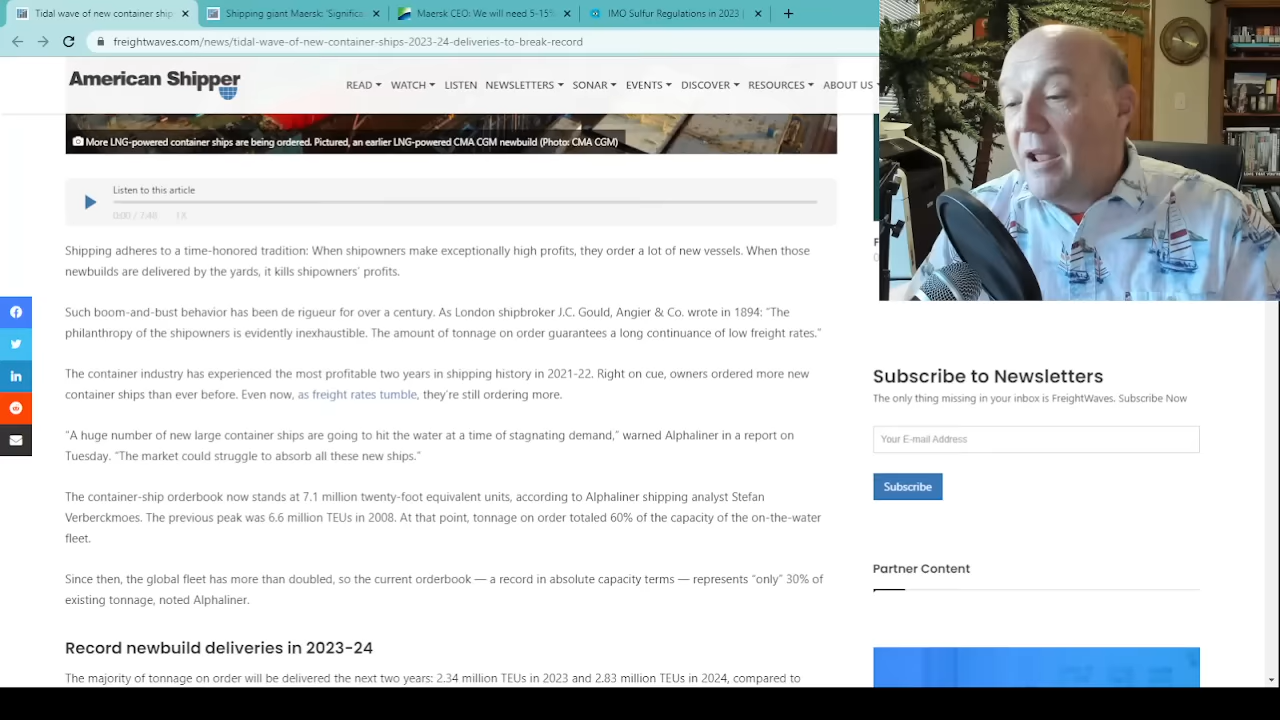 Tidal wave of new container ship
Shipping giant Maersk 'Significa
Maersk CEO: We will need 5-15%
IMO Sulfur Regulations in 2023 |
freightwaves.com/news/tidal-wave-of-new-container-ships-2023-24-deliveries-to-break-record
American Shipper
READ WATCH LISTEN NEWSLETTERS SONAR EVENTS DISCOVER RESOURCES ABOUT US
More LNG-powered container ships are being ordered. Pictured, an earlier LNG-powered CMA CGM newbuild (Photo: CMA CGM)
Listen to this article
0:00 / 7:48 1X
Shipping adheres to a time-honored tradition: When shipowners make exceptionally high profits, they order a lot of new vessels. When those
newbuilds are delivered by the yards, it kills shipowners' profits.
Such boom-and-bust behavior has been de rigueur for over a century. As London shipbroker J.C. Gould, Angier & Co. wrote in 1894: "The
philanthropy of the shipowners is evidently inexhaustible. The amount of tonnage on order guarantees a long continuance of low freight rates."
The container industry has experienced the most profitable two years in shipping history in 2021-22. Right on cue, owners ordered more new
container ships than ever before. Even now, as freight rates tumble, they're still ordering more.
"A huge number of new large container ships are going to hit the water at a time of stagnating demand," warned Alphaliner in a report on
Tuesday. "The market could struggle to absorb all these new ships."
The container-ship orderbook now stands at 7.1 million twenty-foot equivalent units, according to Alphaliner shipping analyst Stefan
Verberckmoes. The previous peak was 6.6 million TEUs in 2008. At that point, tonnage on order totaled 60% of the capacity of the on-the-water
fleet.
Since then, the global fleet has more than doubled, so the current orderbook — a record in absolute capacity terms — represents "only" 30% of
existing tonnage, noted Alphaliner.
Record newbuild deliveries in 2023-24
The majority of tonnage on order will be delivered the next two years: 2.34 million TEUs in 2023 and 2.83 million TEUs in 2024, compared to
Subscribe to Newsletters
The only thing missing in your inbox is FreightWaves. Subscribe Now
Your E-mail Address
Subscribe
Partner Content